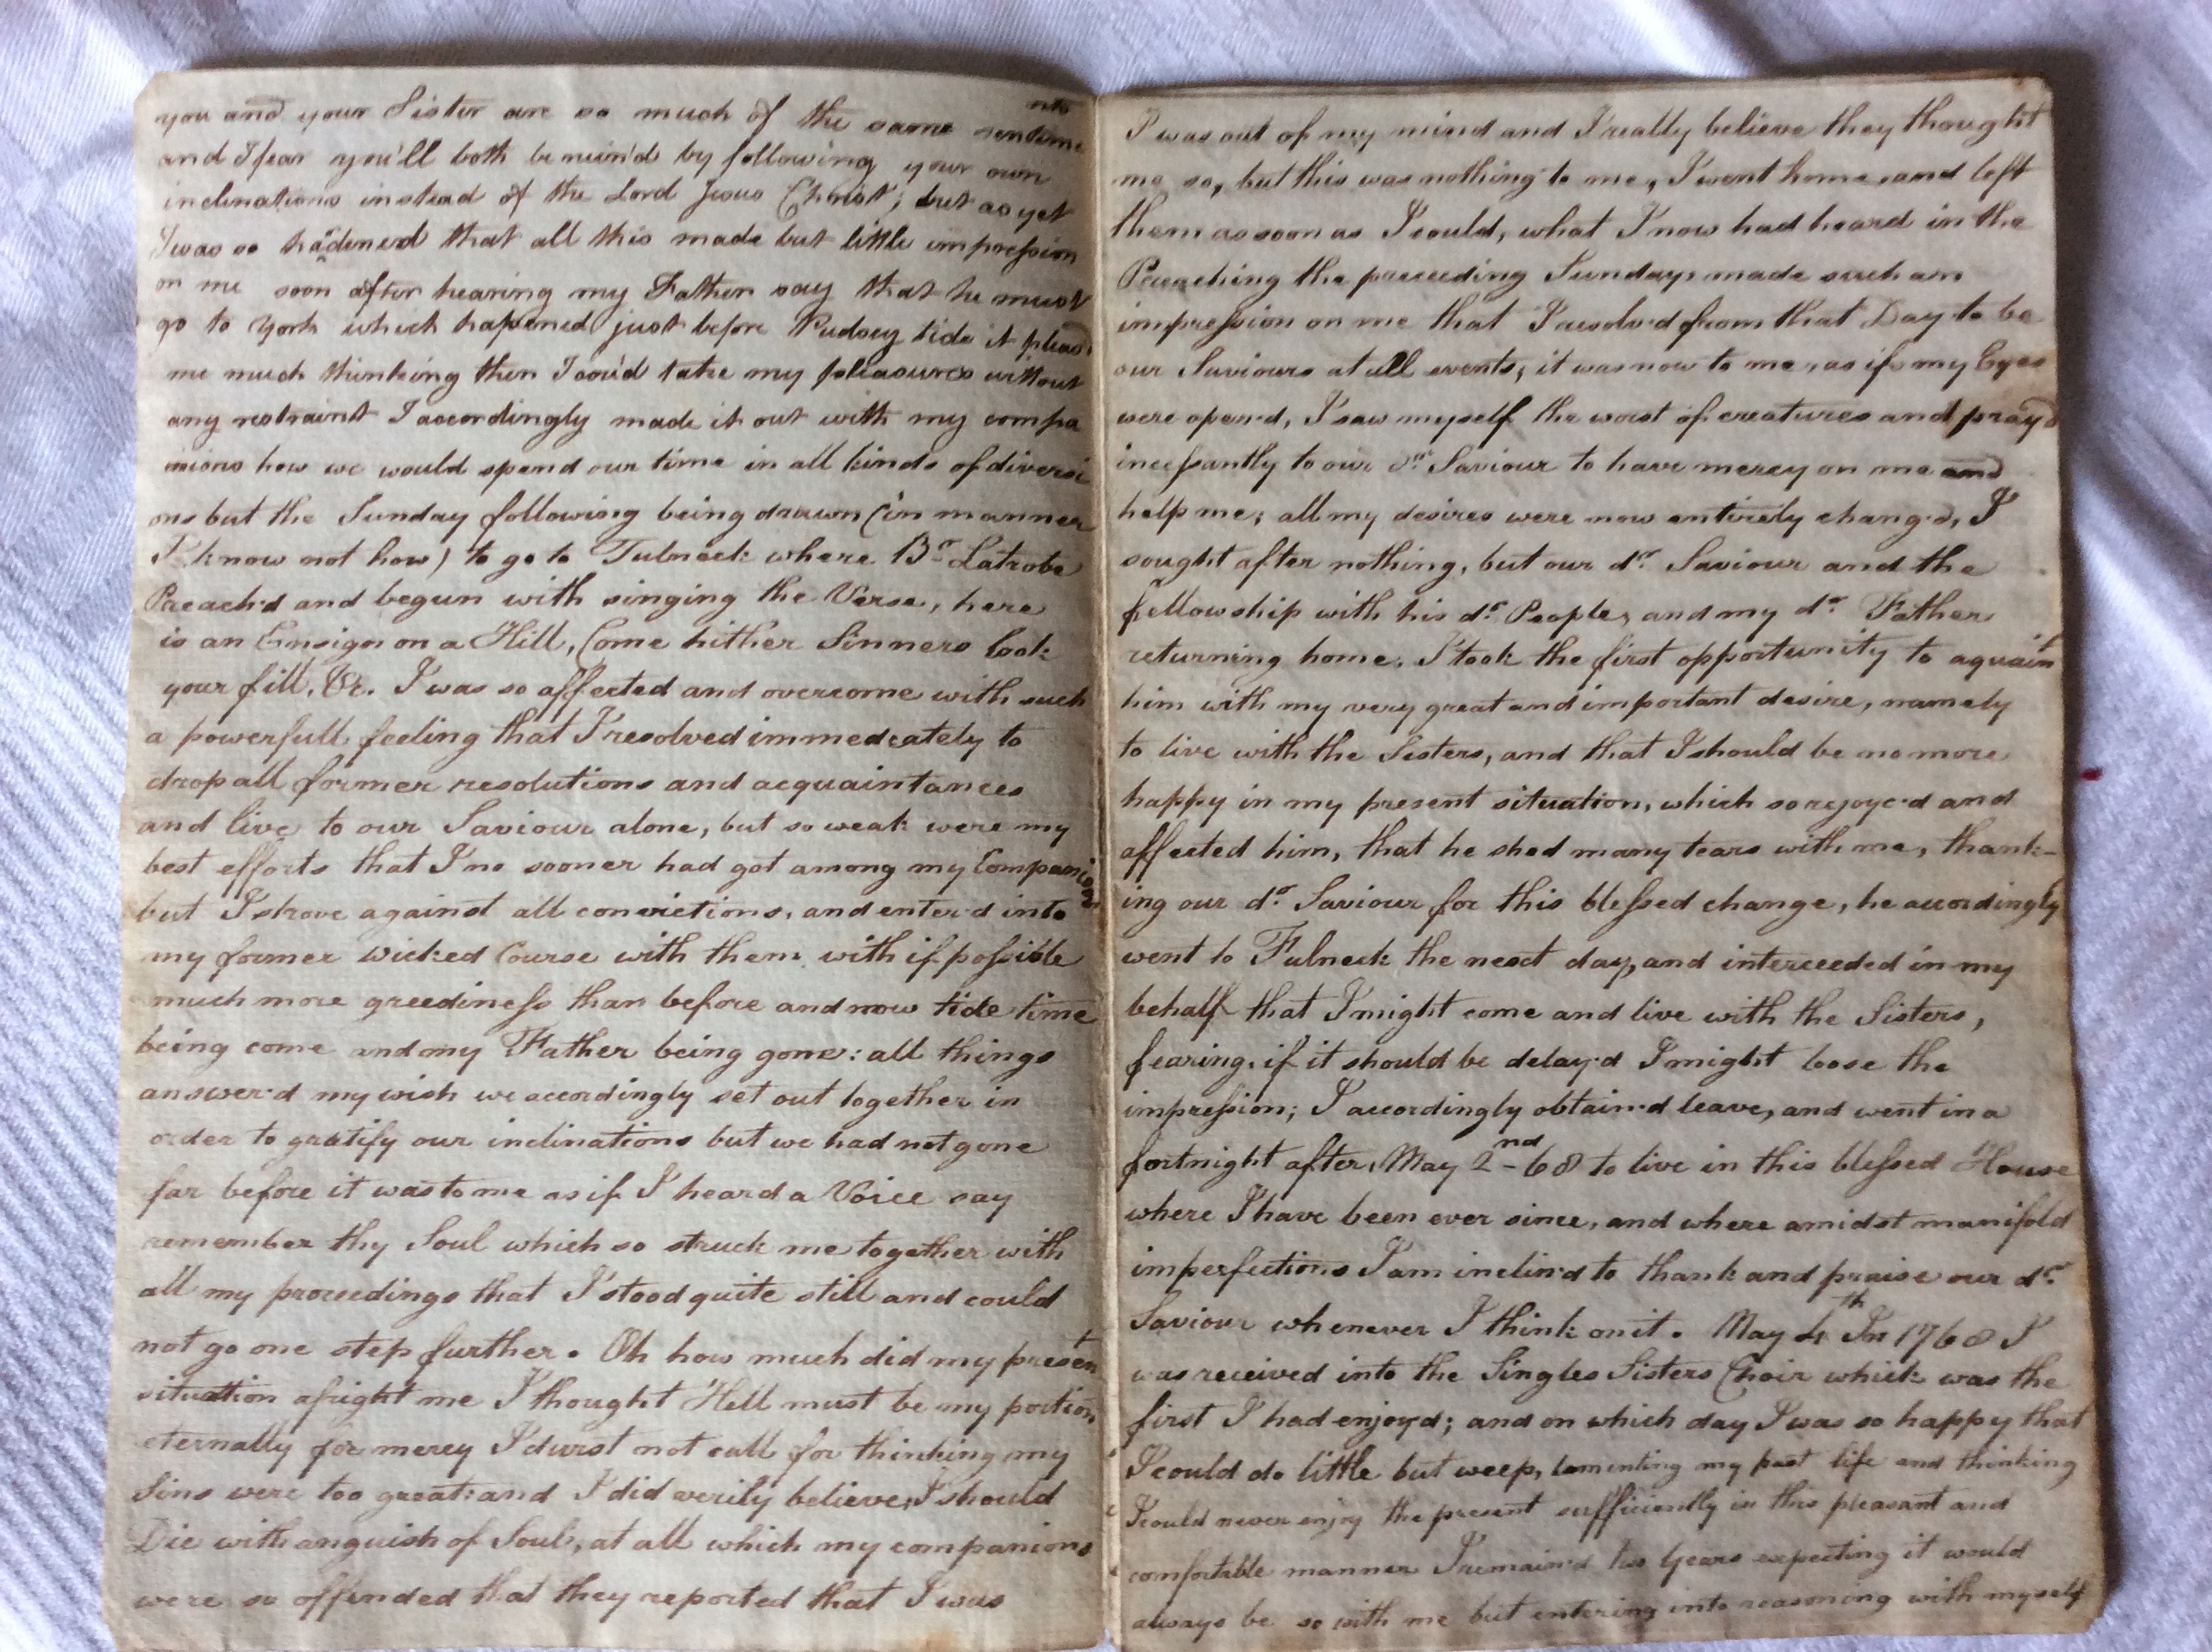 you and your Sister are so much of the same sentime nts
and I fear you'll both be ruin'd by following your own
inclinations instead of the Lord Jesus Christ; but as yet
I was so hardened that all this made but little impression
on me soon after hearing my Father say that he must
go to York which hapened just before Pudsey tide it pleas'd
me much thinking then I cou'd take my pleasures without
any restraint I accordingly made it out with my compa
nions how we would spend our time in all kinds of diversi
ons but the Sunday following being drawn (in manner
I know not how) to go to Fulneck where Br. Latrobe
Preach'd and begun with singing the Verse, here
is an Ensign on a Hill, Come hither Sinners look
your fill, &c. I was so affected and overcome with such
a powerfull feeling that I resolved immedeately to
drop all former resolutions and acquaintances
and live to our Saviour alone, but so weak were my
best efforts that I no sooner had got among my Companions
but I strove against all convictions, and enter'd into
my former wicked Course with them with if possible
much more greediness than before and now tide time
being come and my Father being gone: all things
answer'd my wish we accordingly set out together in
order to gratify our inclinations but we had not gone
far before it was to me as if I heard a Voice say
remember thy Soul which so struck me together with
all my proceedings that I stood quite still and could
not go one step further. Oh how much did my present
situation afright me I thought Hell must be my portion
eternally for mercy I durst not call for thinking my
Sins were too great: and I did verily believe, I should
Die with anguish of Soul, at all which my companions
were so offended that they reported that I was
I was out of my mind and I really believe they thought
me so, but this was nothing to me, I went home and left
them as soon as I could, what I now had heard in the
Preaching the preceeding Sunday, made such an
impression on me that I resolv'd from that Day to be
our Saviours at all events; it was now to me, as if my Eyes
were open'd, I saw myself the worst of creatures and pray'd
incessantly to our dr. Saviour to have mercy on me and
help me; all my desires were now entirely chang'd, I
sought after nothing, but our dr. Saviour and the
fellowship with his dr. People, and my dr. Father
returning home, I took the first opportunity to aquaint
him with my very great and important desire, namely
to live with the Sisters, and that I should be no more
happy in my present situation, which so rejoyc'd and
affected him, that he shed many tears with me, thank-
ing our dr. Saviour for this blessed change, he accordingly
went to Fulneck the next day, and interceeded in my
behalf that I might come and live with the Sisters,
fearing, if it should be delay'd I might loose the
impression; I accordingly obtain'd leave, and went in a
fortnight after, May 2nd - 68 to live in this blessed House
where I have been ever since, and where amidst manifold
imperfections I am inclin'd to thank and praise our dr.
Saviour whenever I think on it. May 4th In 1768 I
was received into the Singles Sisters Choir which was the
first I had enjoy'd; and on which day I was so happy that
I could do little but weep, lamenting my past life and thinking
I could never enjoy the present sufficiently in this pleasant and
comfortable manner I remain'd two Years expecting it would
always be so with me but entering into reasoning with myself